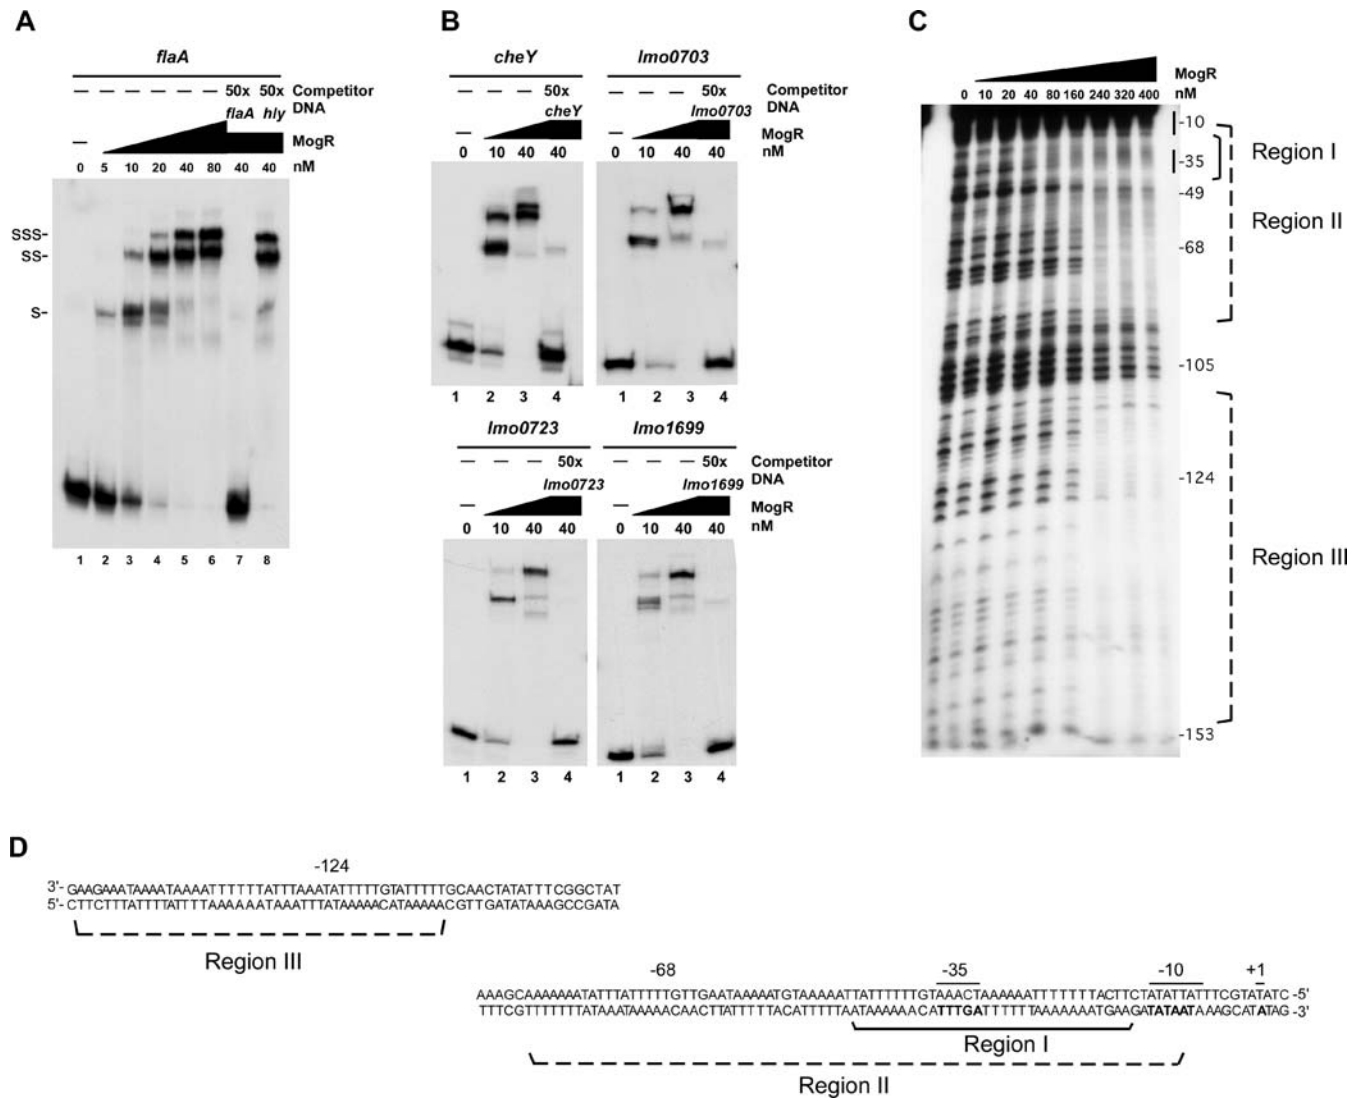 A
flaA
— — — — — — 50x 50x Competitor
DNA
flaA hly
— MogR
0 5 10 20 40 80 40 40 nM
SSS-
SS-
S-
1 2 3 4 5 6 7 8
B
cheY lmo0703
— — — 50x — — — 50x Competitor
DNA
cheY lmo0703
— — MogR
0 10 40 40 0 10 40 40 nM
1 2 3 4 1 2 3 4
lmo0723 lmo1699
— — — 50x — — — 50x Competitor
DNA
lmo0723 lmo1699
— — MogR
0 10 40 40 0 10 40 40 nM
1 2 3 4 1 2 3 4
C
MogR
0 10 20 40 80 160 240 320 400 nM
-10
Region I
-35
-49
Region II
-68
-105
-124
Region III
-153
D
-124
3'- GAAGAAATAAAATAAAATTTTTTATTTAAATATTTTTGTATTTTTGCAACTATATTTCGGCTAT
5'- CTTCTTTATTTTATTTTAAAAAATAAATTTATAAAAACATAAAAACGTTGATATAAAGCCGATA
Region III
-68 -35 -10 +1
AAAGCAAAAAAATATTTATTTTTGTTGAATAAAAATGTAAAAATTATTTTTTGTAAACTAAAAAATTTTTTTACTTCTATATTATTTCGTATATC -5'
TTTCGTTTTTTTATAAATAAAAACAACTTATTTTTACATTTTTAATAAAAAACATTTGATTTTTTAAAAAAATGAAGATATAATAAAGCATATAG -3'
Region I
Region II